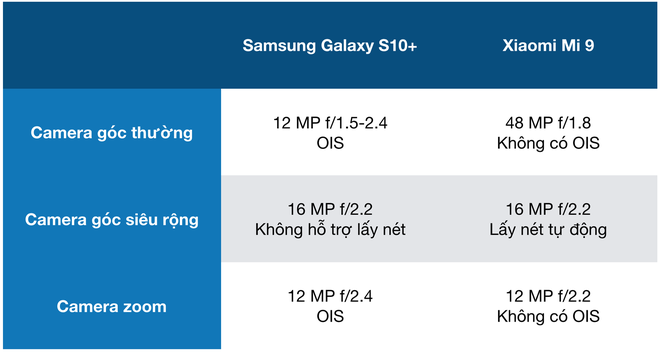 Samsung Galaxy S10+ Xiaomi Mi 9
Camera góc thường 12 MP f/1.5-2.4 48 MP f/1.8
OIS Không có OIS
Camera góc siêu rộng 16 MP f/2.2 16 MP f/2.2
Không hỗ trợ lấy nét Lấy nét tự động
Camera zoom 12 MP f/2.4 12 MP f/2.2
OIS Không có OIS